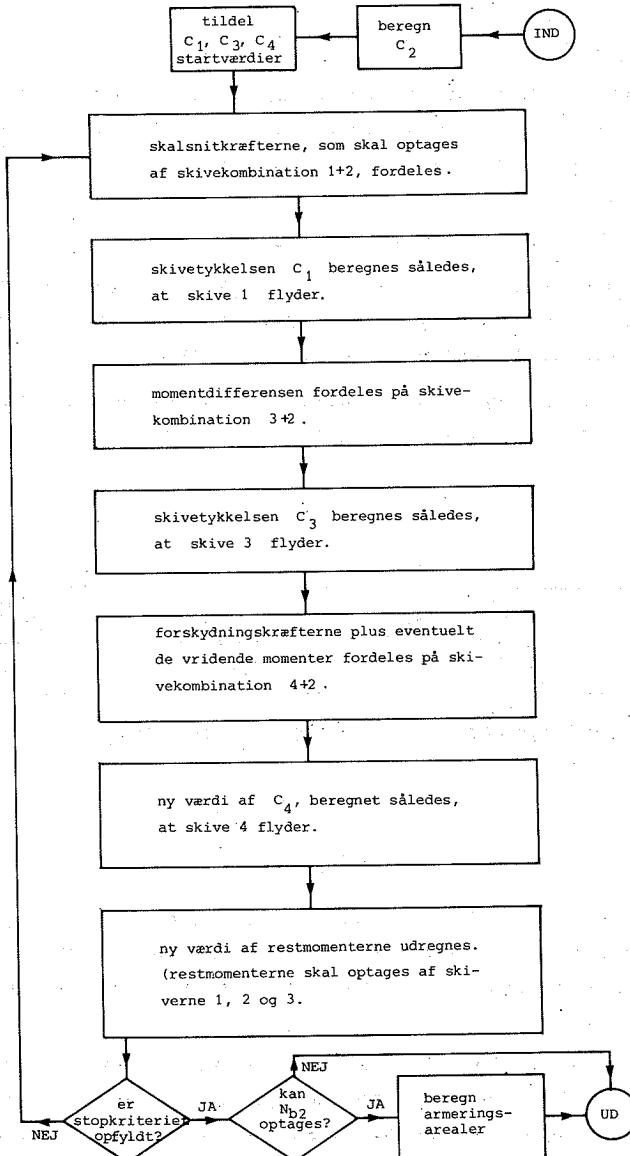 tildel
C1, C3, C4
startværdier
beregn
C2
IND
skalsnitkræfterne, som skal optages
af skivekombination 1+2, fordeles.
skivetykkelsen C1 beregnes således,
at skive 1 flyder.
momentdifferensen fordeles på skive-
kombination 3+2.
skivetykkelsen C3 beregnes således,
at skive 3 flyder.
forskydningskræfterne plus eventuelt
de vridende momenter fordeles på ski-
vekombination 4+2.
ny værdi af C4, beregnet således,
at skive 4 flyder.
ny værdi af restmomenterne udregnes.
(restmomenterne skal optages af ski-
verne 1, 2 og 3.
er
stopkriteriet
opfyldt?
NEJ
JA
kan
Nb2
optages?
NEJ
JA
beregn
armerings-
arealer
UD